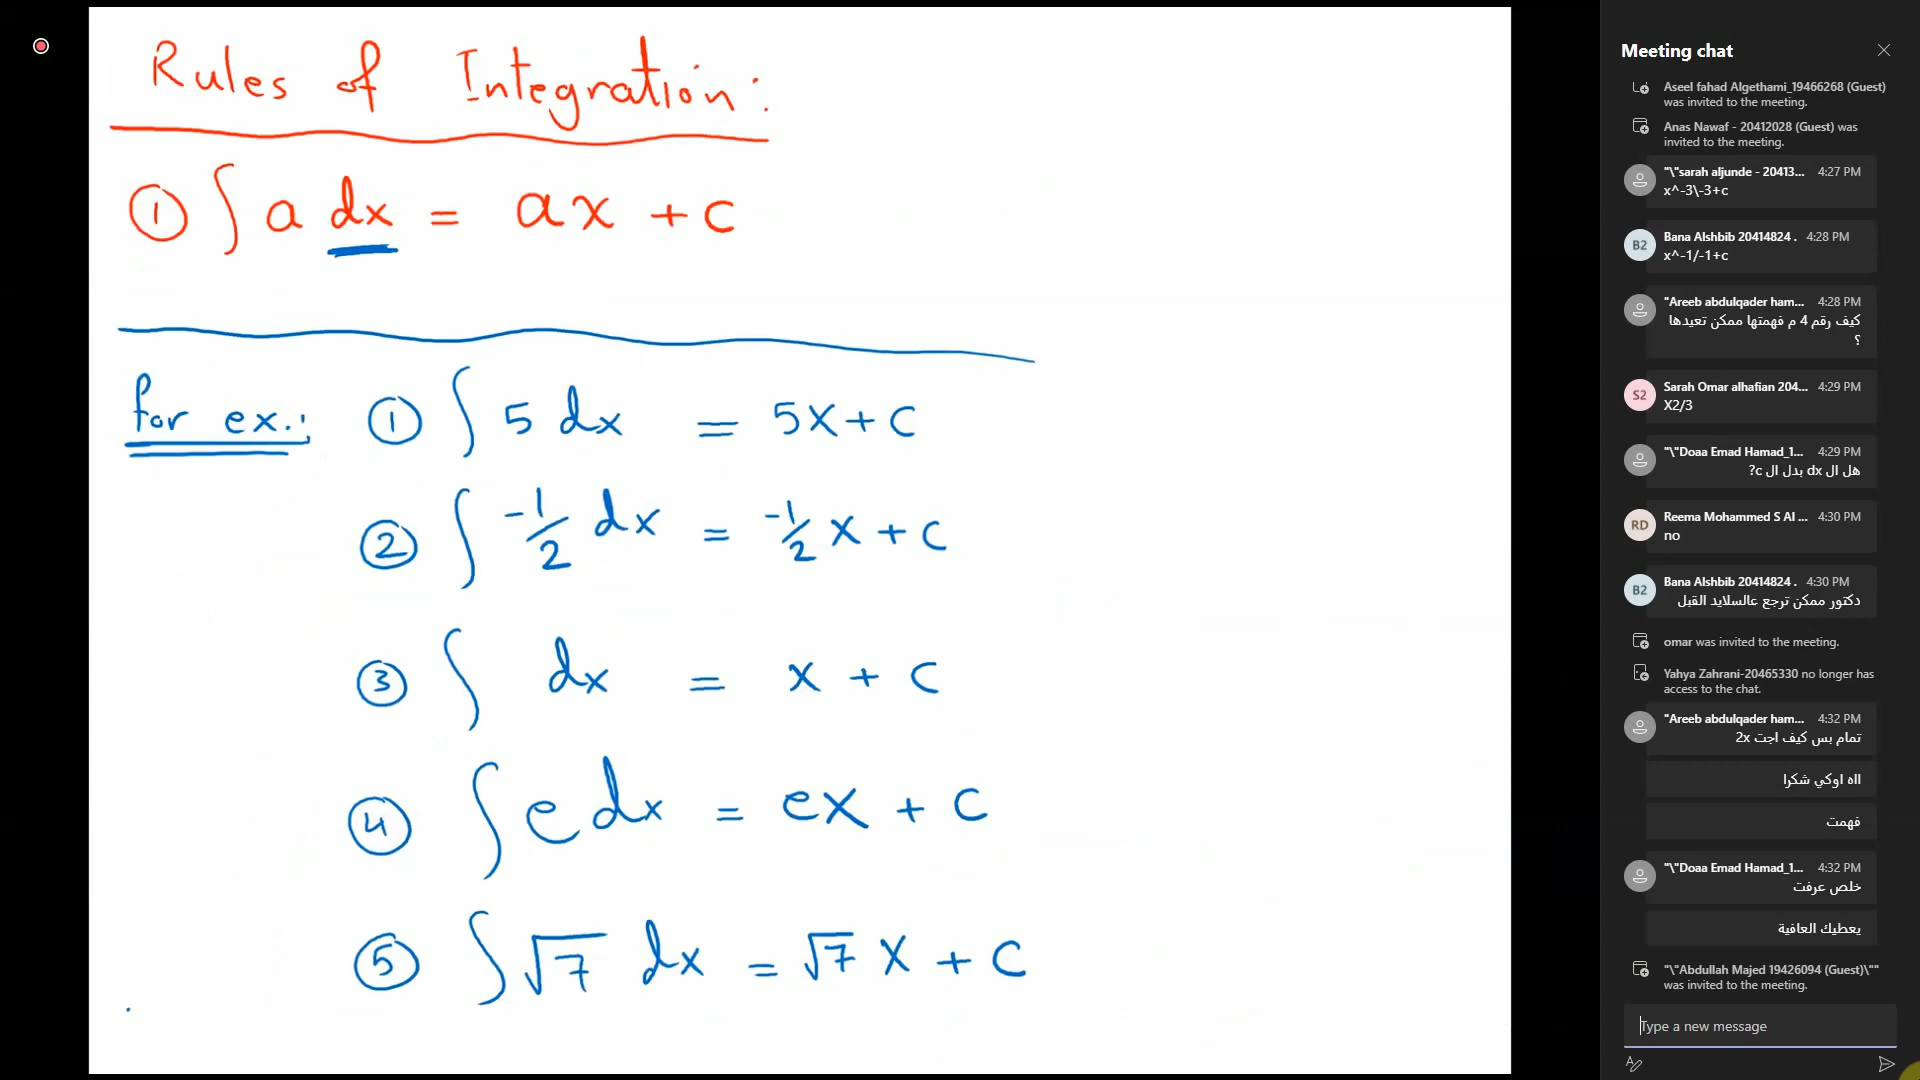 Rules of Integration:
① ∫ a dx = ax + c
for ex.: ① ∫ 5 dx = 5x + c
② ∫ -1/2 dx = -1/2 x + c
③ ∫ dx = x + c
④ ∫ e dx = ex + c
⑤ ∫ √7 dx = √7 x + c
Meeting chat
Aseel fahad Algethami_19466268 (Guest)
was invited to the meeting.
Anas Nawaf - 20412028 (Guest) was
invited to the meeting.
"\"sarah aljunde - 20413... 4:27 PM
x^-3\-3+c
B2 Bana Alshbib 20414824 . 4:28 PM
x^-1/-1+c
"Areeb abdulqader ham... 4:28 PM
كيف رقم 4 م فهمتها ممكن تعيدها
؟
S2 Sarah Omar alhafian 204... 4:29 PM
X2/3
"\"Doaa Emad Hamad_1... 4:29 PM
هل ال dx بدل ال c?
RD Reema Mohammed S Al ... 4:30 PM
no
B2 Bana Alshbib 20414824 . 4:30 PM
دكتور ممكن ترجع عالسلايد القبل
omar was invited to the meeting.
Yahya Zahrani-20465330 no longer has
access to the chat.
"Areeb abdulqader ham... 4:32 PM
تمام بس كيف اجت 2x
ااه اوكي شكرا
فهمت
"\"Doaa Emad Hamad_1... 4:32 PM
خلص عرفت
يعطيك العافية
"\"Abdullah Majed 19426094 (Guest)\""
was invited to the meeting.
Type a new message